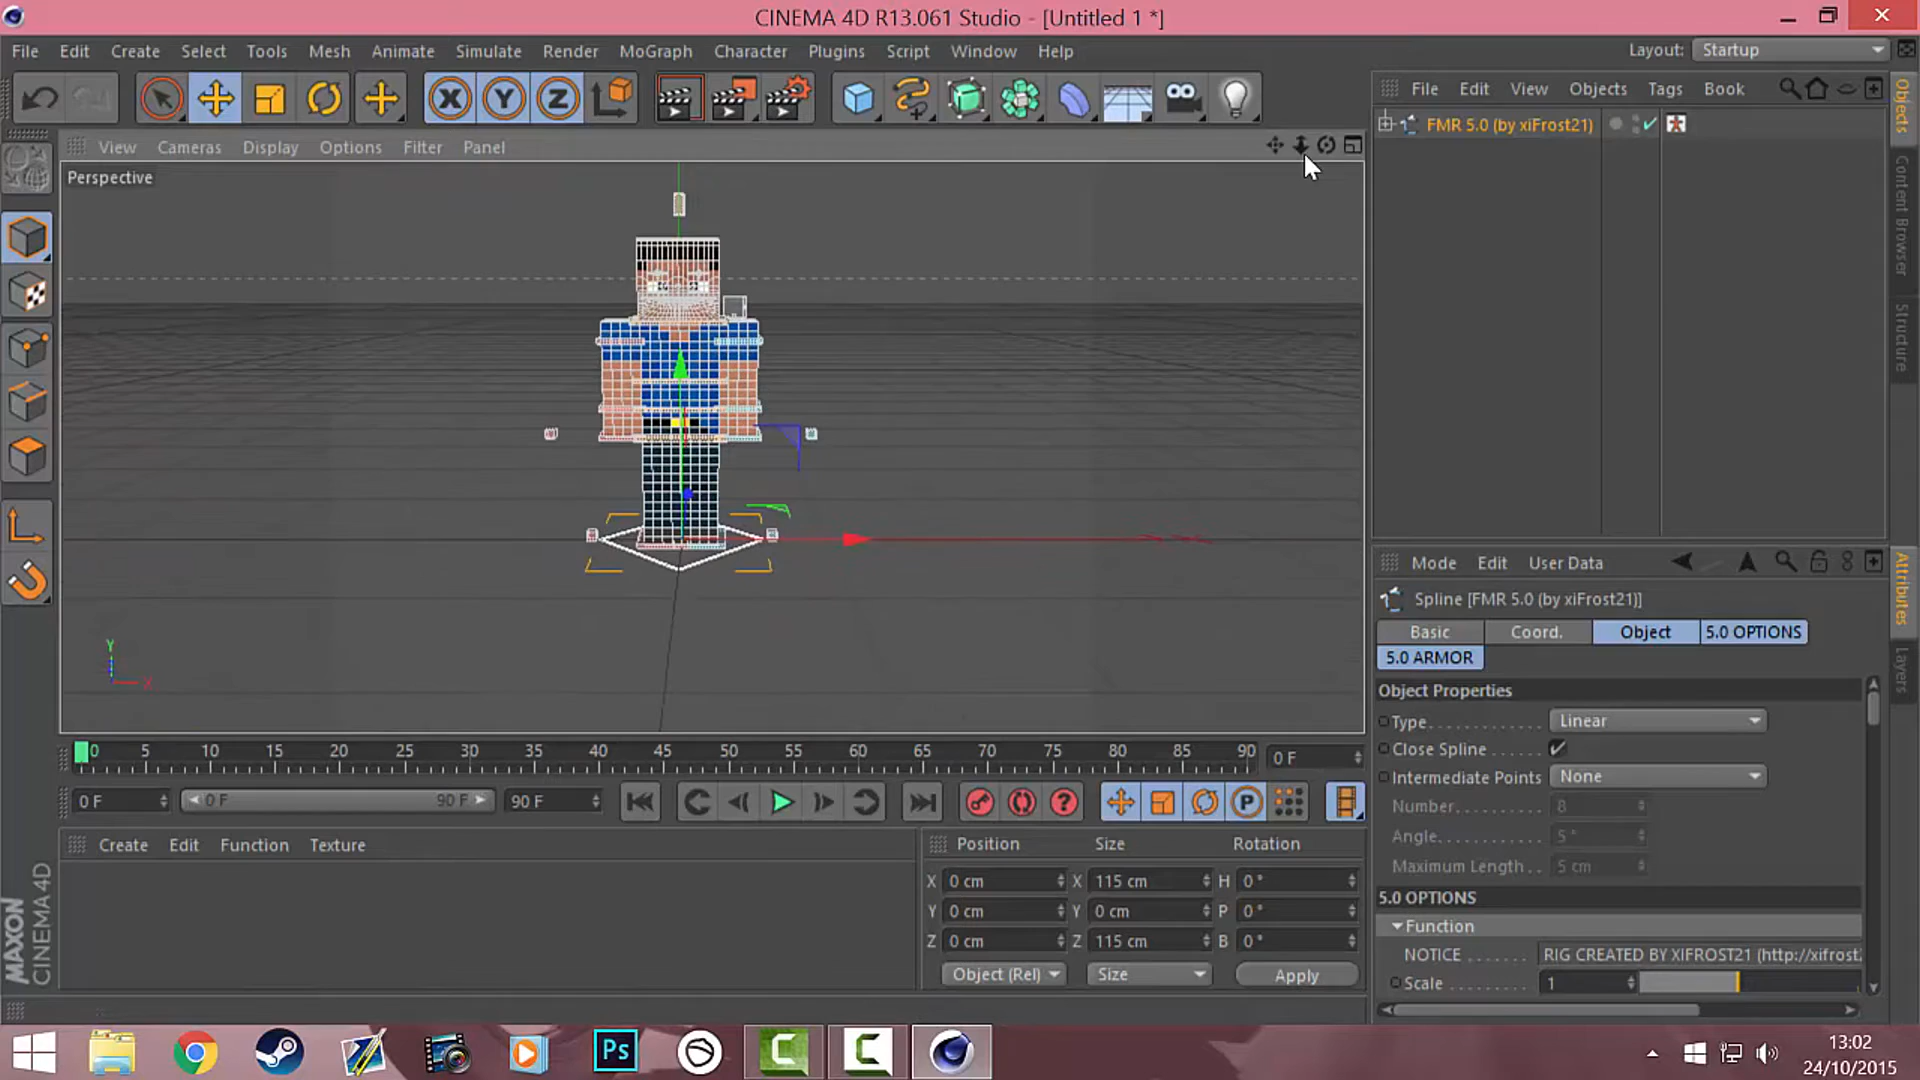 CINEMA 4D R13.061 Studio - [Untitled 1 *]
File Edit Create Select Tools Mesh Animate Simulate Render MoGraph Character Plugins Script Window Help Layout: Startup
X Y Z
View Cameras Display Options Filter Panel
Perspective
Y
X
0 5 10 15 20 25 30 35 40 45 50 55 60 65 70 75 80 85 90 0 F
0 F 0 F 90 F 90 F P
Create Edit Function Texture
Position Size Rotation
X 0 cm X 115 cm H 0 °
Y 0 cm Y 0 cm P 0 °
Z 0 cm Z 115 cm B 0 °
Object (Rel) Size Apply
MAXON
CINEMA 4D
File Edit View Objects Tags Book
FMR 5.0 (by xiFrost21)
Objects
Content Browser
Structure
Mode Edit User Data
Spline [FMR 5.0 (by xiFrost21)]
Basic Coord. Object 5.0 OPTIONS
5.0 ARMOR
Object Properties
Type Linear
Close Spline
Intermediate Points None
Number 8
Angle 5 °
Maximum Length 5 cm
5.0 OPTIONS
Function
NOTICE RIG CREATED BY XIFROST21 (http://xifrost
Scale 1
Attributes
Layers
Ps
13:02
24/10/2015